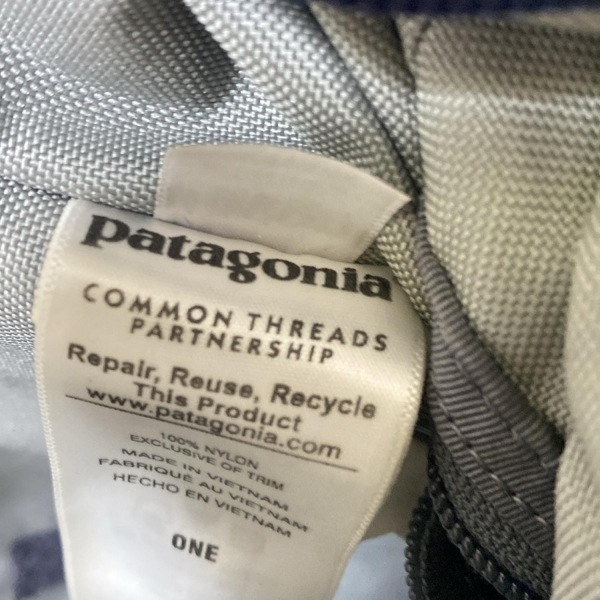 patagonia
COMMON THREADS
PARTNERSHIP
Repair, Reuse, Recycle
This Product
www.patagonia.com
100% NYLON
EXCLUSIVE OF TRIM
MADE IN VIETNAM
FABRIQUÉ AU VIETNAM
HECHO EN VIETNAM
ONE